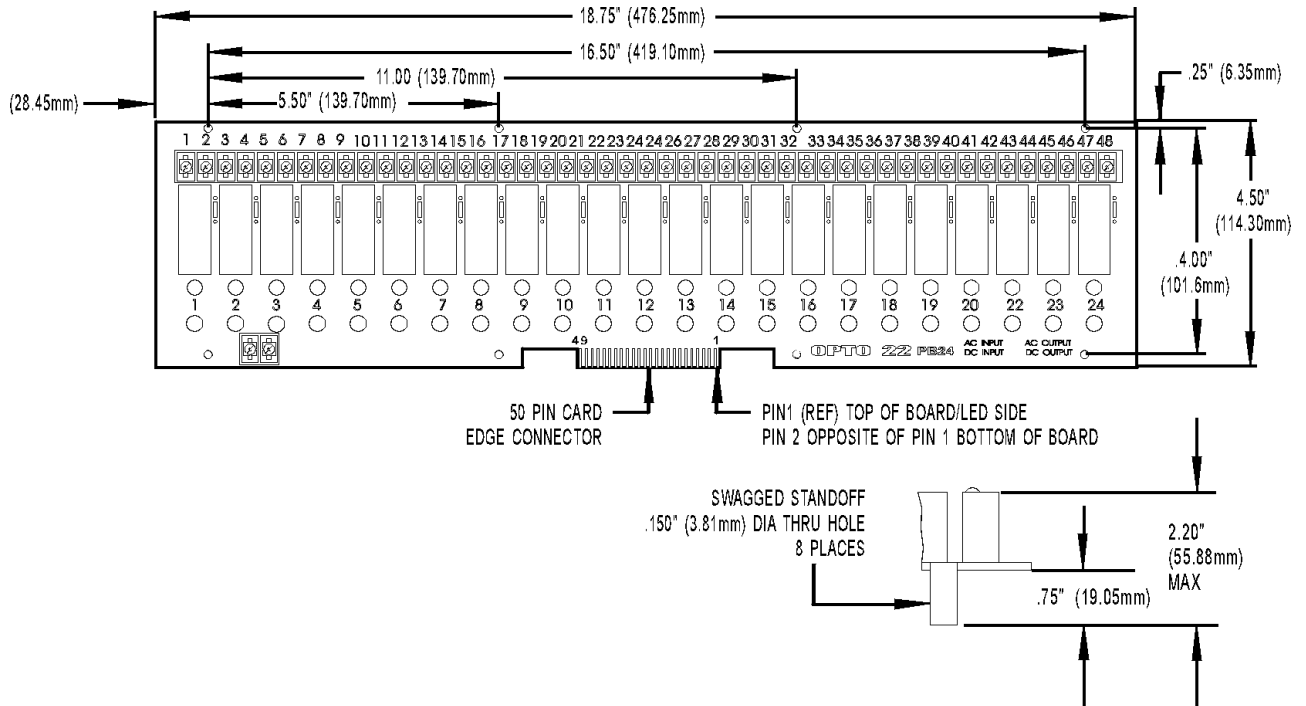 18.75" (476.25mm)
16.50" (419.10mm)
11.00 (139.70mm)
.25" (6.35mm)
(28.45mm)
5.50" (139.70mm)
1 2 3 4 5 6 7 8 9 10 11 12 13 14 15 16 17 18 19 20 21 22 23 24 24 26 27 28 29 30 31 32 33 34 35 36 37 38 39 40 41 42 43 44 45 46 47 48
4.50"
(114.30mm)
.4.00"
(101.6mm)
1 2 3 4 5 6 7 8 9 10 11 12 13 14 15 16 17 18 19 20 22 23 24
49 1
OPTO 22 PB24
AC INPUT
DC INPUT
AC OUTPUT
DC OUTPUT
50 PIN CARD
EDGE CONNECTOR
PIN1 (REF) TOP OF BOARD/LED SIDE
PIN 2 OPPOSITE OF PIN 1 BOTTOM OF BOARD
SWAGGED STANDOFF
.150" (3.81mm) DIA THRU HOLE
8 PLACES
2.20"
(55.88mm)
MAX
.75" (19.05mm)